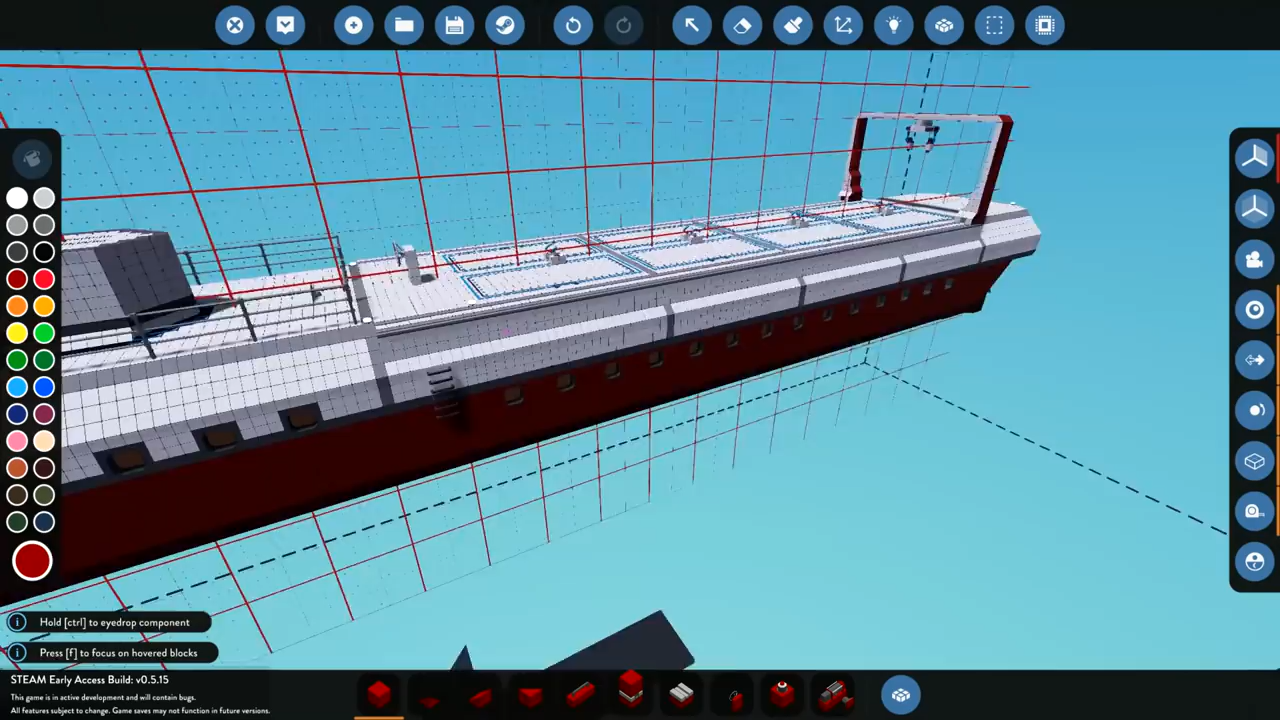 Hold [ctrl] to eyedrop component
Press [f] to focus on hovered blocks
STEAM Early Access Build: v0.5.15
This game is in active development and will contain bugs.
All features subject to change. Game saves may not function in future versions.